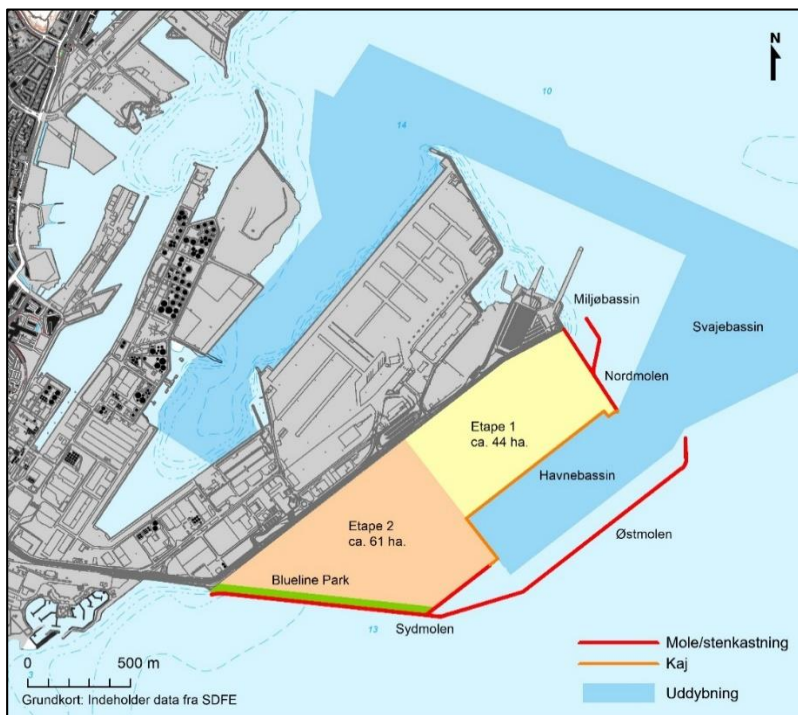 N
10
14
Miljøbassin
Svajebassin
Nordmolen
Etape 1
ca. 44 ha.
Havnebassin
Etape 2
ca. 61 ha.
Østmolen
Blueline Park
Sydmolen
13
3
0 500 m
Grundkort: Indeholder data fra SDFE
Mole/stenkastning
Kaj
Uddybning